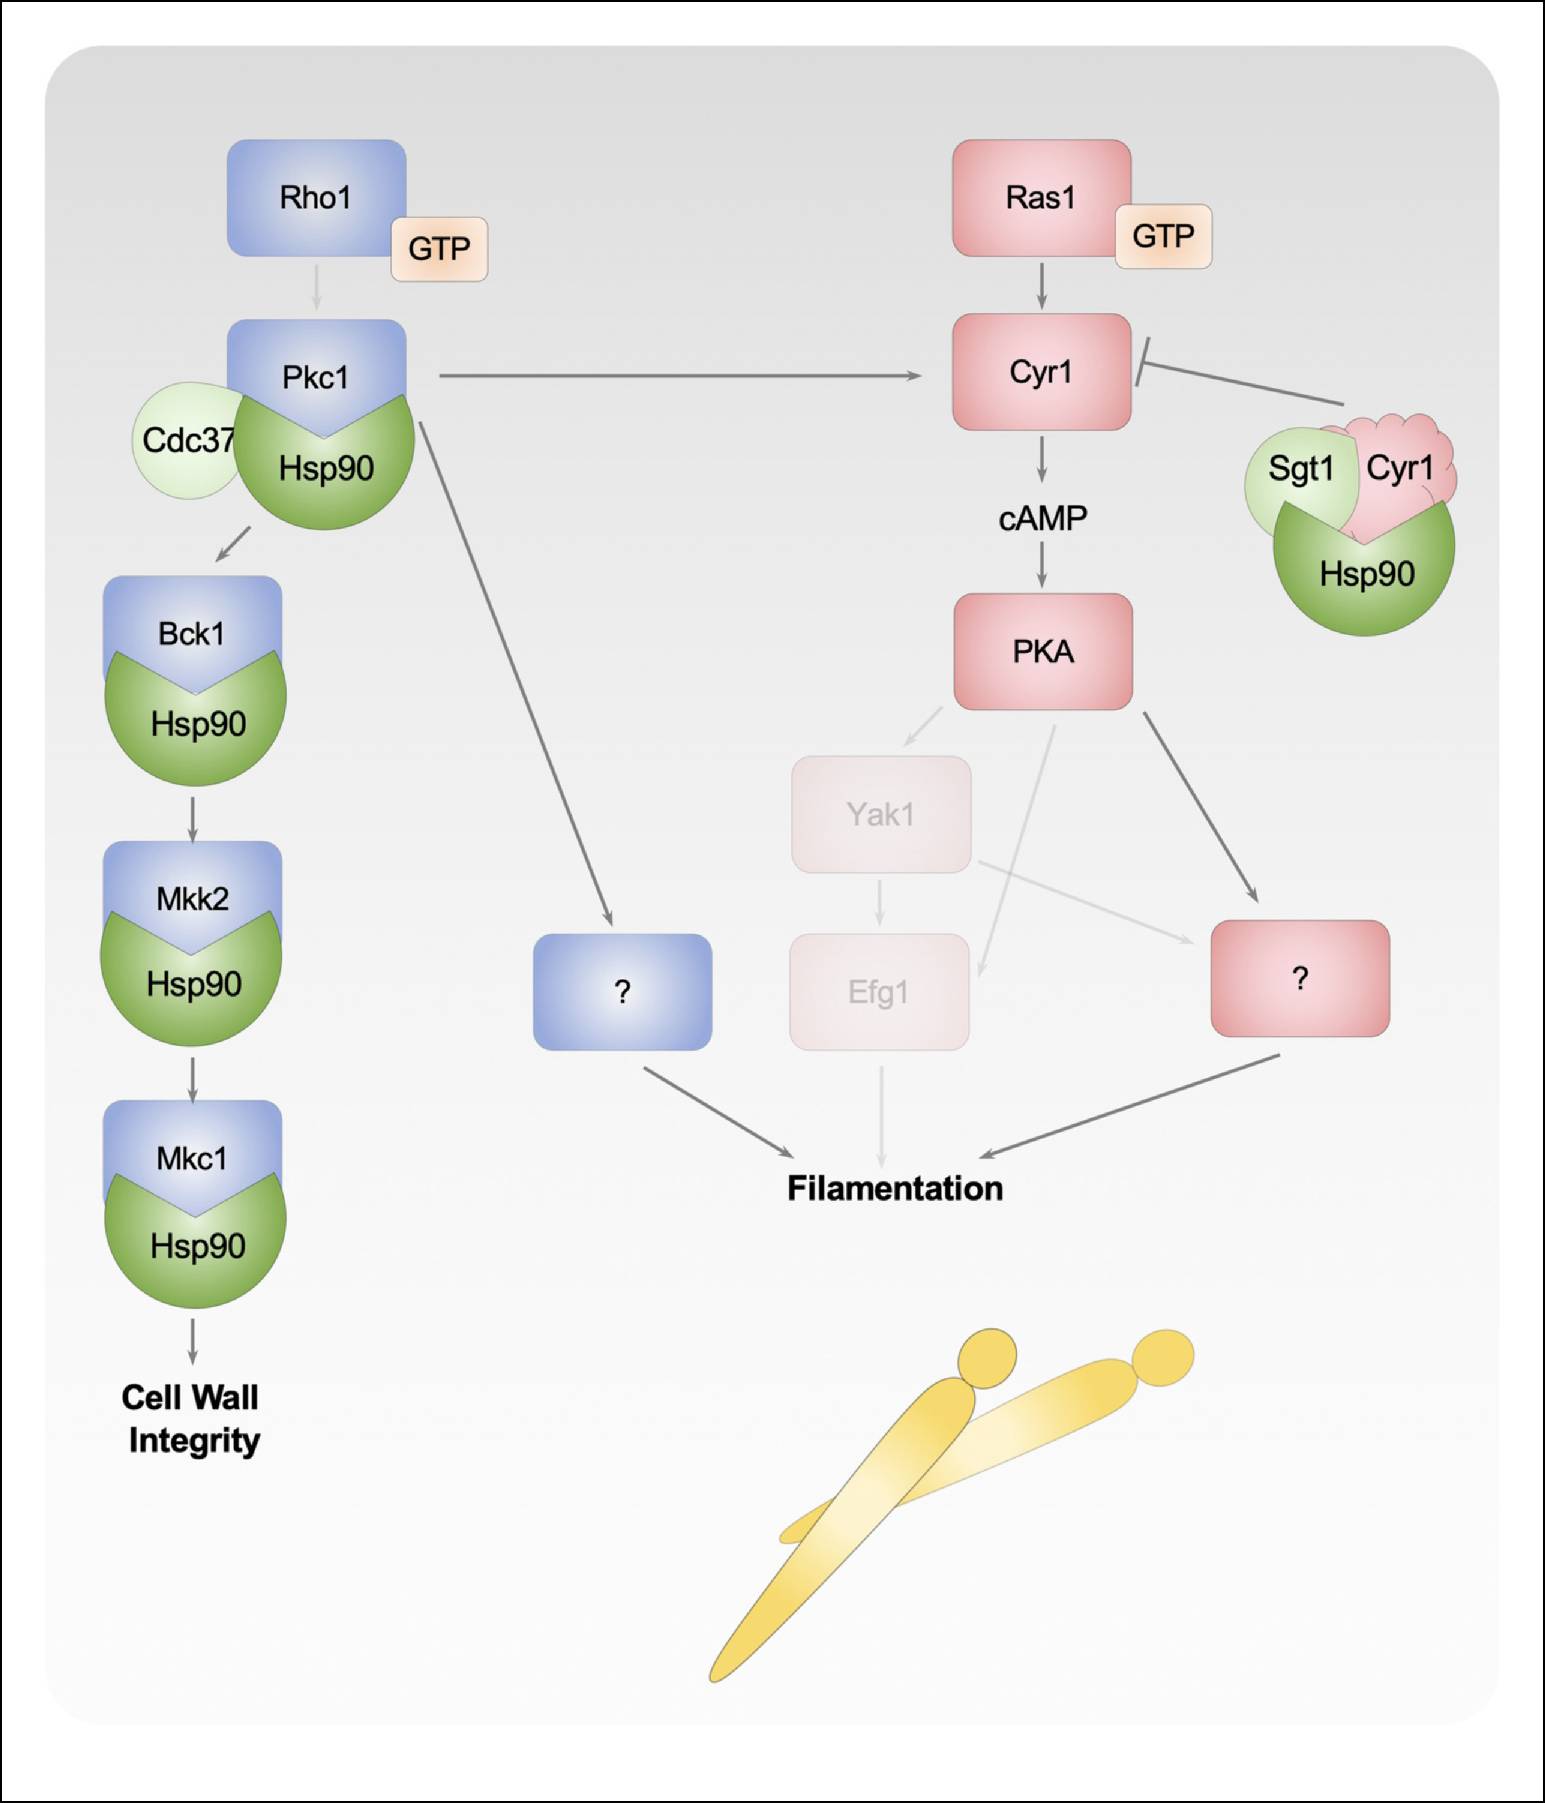 Rho1
GTP
Pkc1
Cdc37
Hsp90
Bck1
Hsp90
Mkk2
Hsp90
Mkc1
Hsp90
Cell Wall
Integrity
?
Ras1
GTP
Cyr1
cAMP
PKA
Sgt1
Cyr1
Hsp90
Yak1
Efg1
?
Filamentation